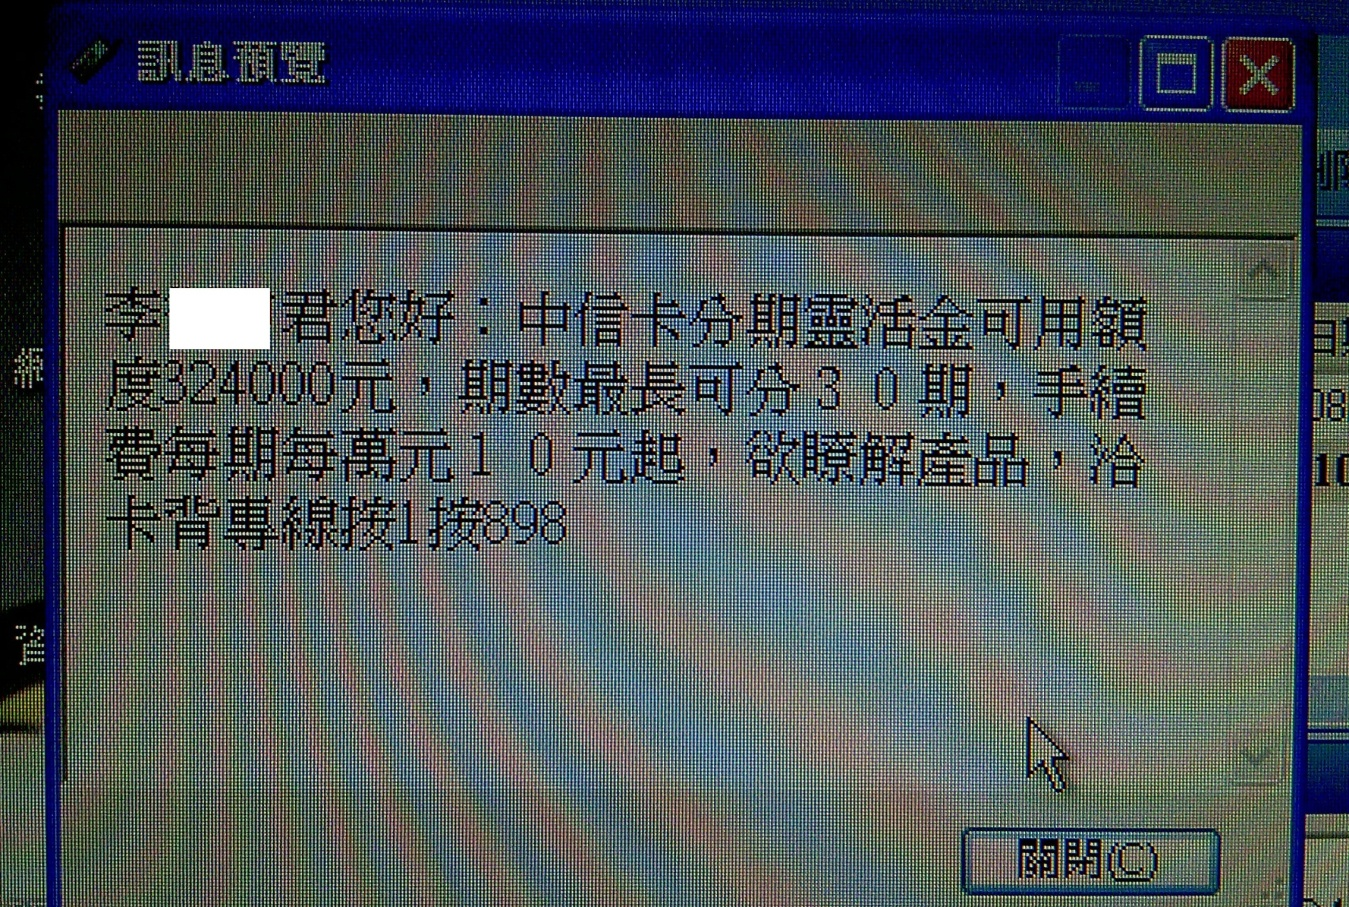 訊息預覽
李 君您好：中信卡分期靈活金可用額
度324000元，期數最長可分３０期，手續
費每期每萬元１０元起，欲瞭解產品，洽
卡背專線按1按898
關閉(C)